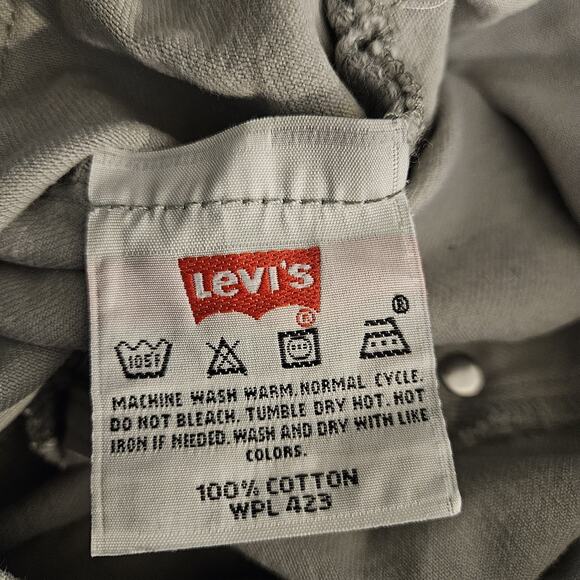 Levi's
®
®
105F
MACHINE WASH WARM. NORMAL CYCLE.
DO NOT BLEACH. TUMBLE DRY HOT. HOT
IRON IF NEEDED. WASH AND DRY WITH LIKE
COLORS.
100% COTTON
WPL 423